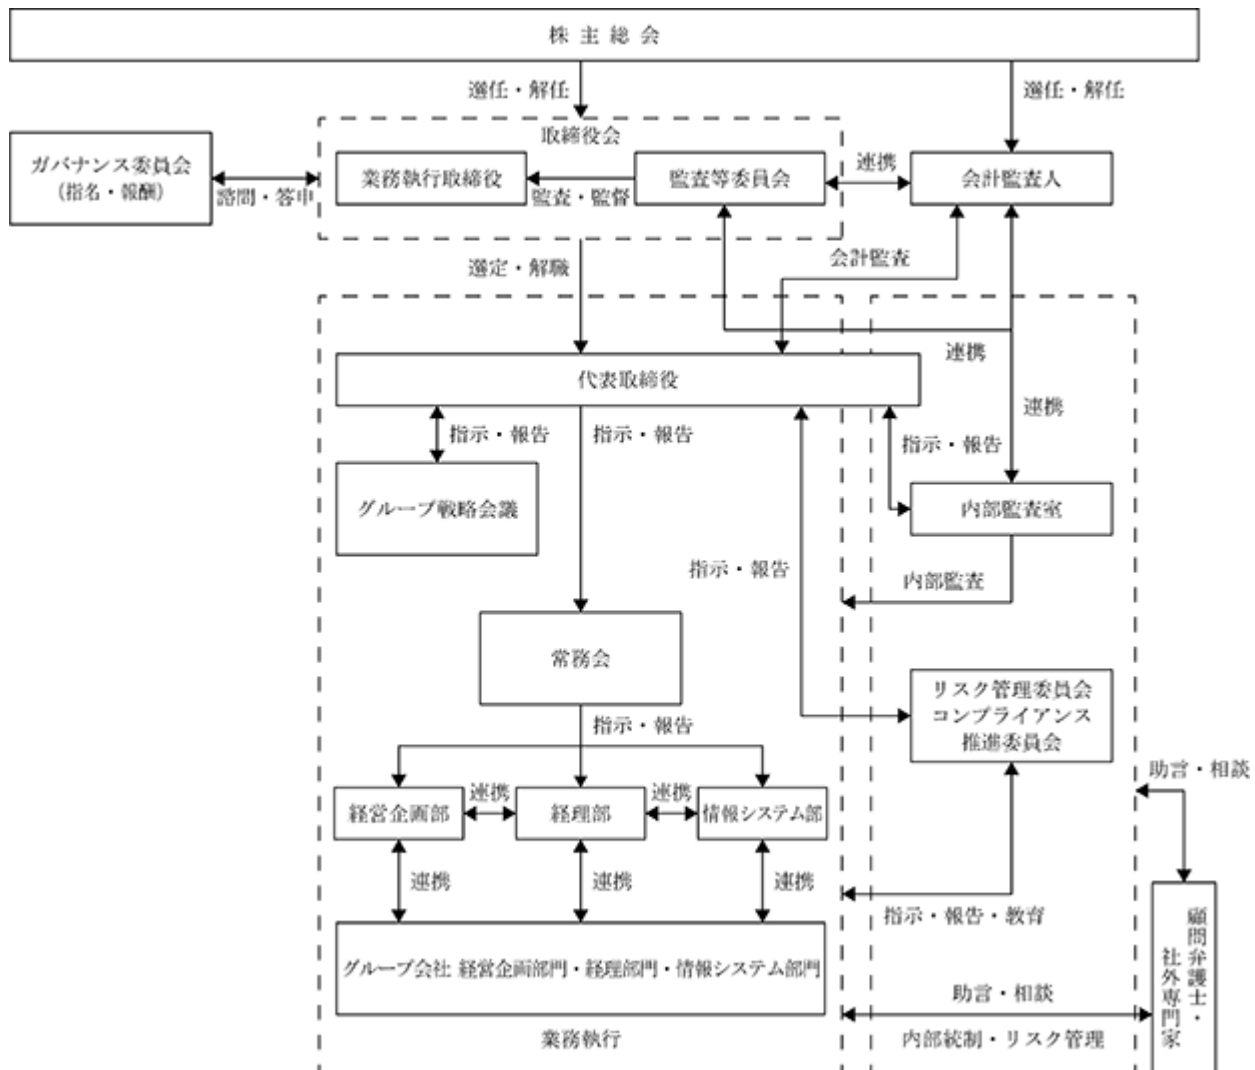 株主総会
選任・解任
選任・解任
取締役会
ガバナンス委員会
(指名・報酬)
諮問・答申
業務執行取締役
監査・監督
監査等委員会
連携
会計監査人
選定・解職
会計監査
連携
代表取締役
連携
指示・報告
指示・報告
指示・報告
グループ戦略会議
内部監査室
指示・報告
内部監査
常務会
リスク管理委員会
コンプライアンス
推進委員会
指示・報告
助言・相談
経営企画部
連携
経理部
連携
情報システム部
連携
連携
連携
指示・報告・教育
顧問弁護士・
社外専門家
グループ会社 経営企画部門・経理部門・情報システム部門
助言・相談
業務執行
内部統制・リスク管理